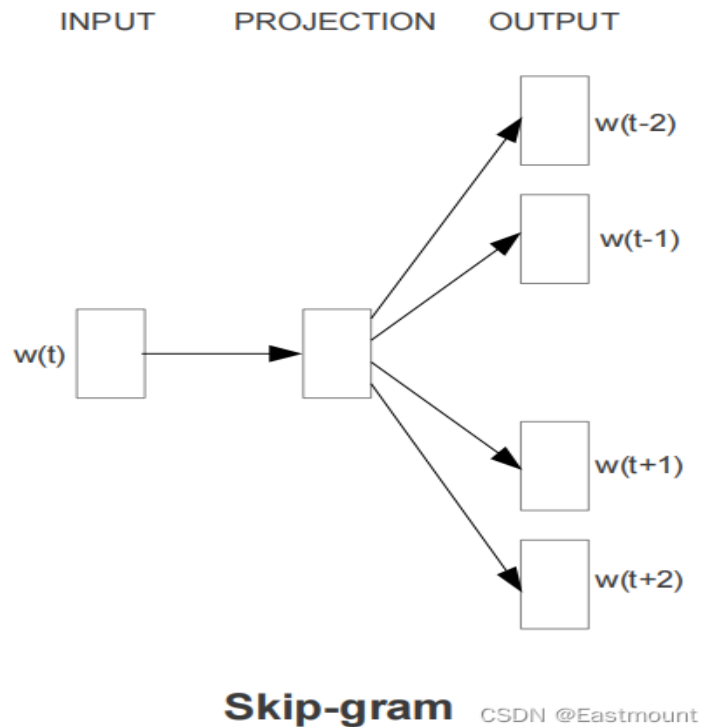 INPUT PROJECTION OUTPUT
w(t-2)
w(t-1)
w(t)
w(t+1)
w(t+2)
Skip-gram
CSDN @Eastmount